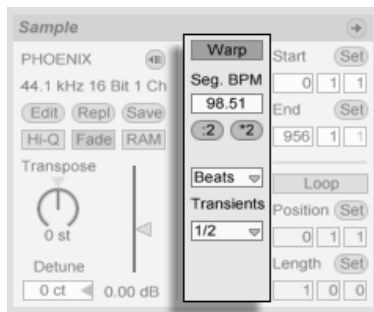 Sample
PHOENIX
44.1 kHz 16 Bit 1 Ch
Edit Repl Save
Hi-Q Fade RAM
Transpose
0 st
Detune
0 ct 0.00 dB
Warp
Seg. BPM
98.51
:2 *2
Beats
Transients
1/2
Start Set
0 1 1
End Set
956 1 1
Loop
Position Set
0 1 1
Length Set
1 0 0